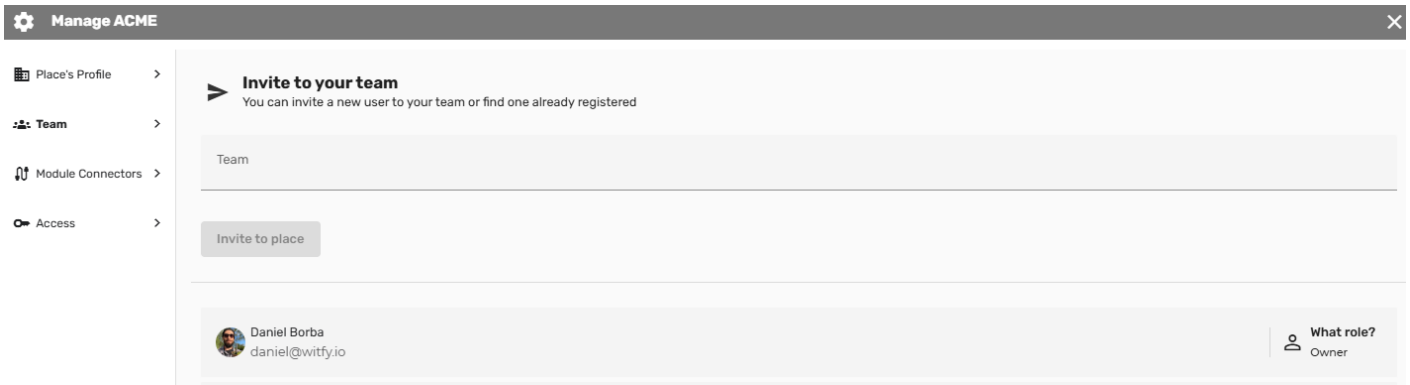 Manage ACME
Place's Profile
Team
Module Connectors
Access
Invite to your team
You can invite a new user to your team or find one already registered
Team
Invite to place
Daniel Borba
daniel@witfy.io
What role?
Owner